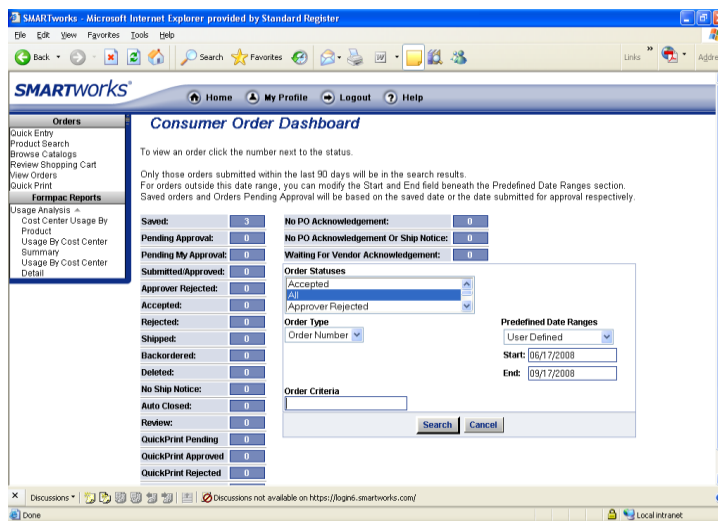 SMARTworks - Microsoft Internet Explorer provided by Standard Register
File Edit View Favorites Tools Help
Back Search Favorites Links Addre
SMARTworks
Home My Profile Logout Help
Orders
Quick Entry
Product Search
Browse Catalogs
Review Shopping Cart
View Orders
Quick Print
Formpac Reports
Usage Analysis
Cost Center Usage By
Product
Usage By Cost Center
Summary
Usage By Cost Center
Detail
Consumer Order Dashboard
To view an order click the number next to the status.
Only those orders submitted within the last 90 days will be in the search results.
For orders outside this date range, you can modify the Start and End field beneath the Predefined Date Ranges section.
Saved orders and Orders Pending Approval will be based on the saved date or the date submitted for approval respectively.
Saved: 3
Pending Approval: 0
Pending My Approval: 0
Submitted/Approved: 0
Approver Rejected: 0
Accepted: 0
Rejected: 0
Shipped: 0
Backordered: 0
Deleted: 0
No Ship Notice: 0
Auto Closed: 0
Review: 0
QuickPrint Pending 0
QuickPrint Approved 0
QuickPrint Rejected 0
No PO Acknowledgement: 0
No PO Acknowledgement Or Ship Notice: 0
Waiting For Vendor Acknowledgement: 0
Order Statuses
Accepted
All
Approver Rejected
Order Type
Order Number
Predefined Date Ranges
User Defined
Start: 06/17/2008
End: 09/17/2008
Order Criteria
Search Cancel
Discussions Discussions not available on https://login6.smartworks.com/
Done Local intranet